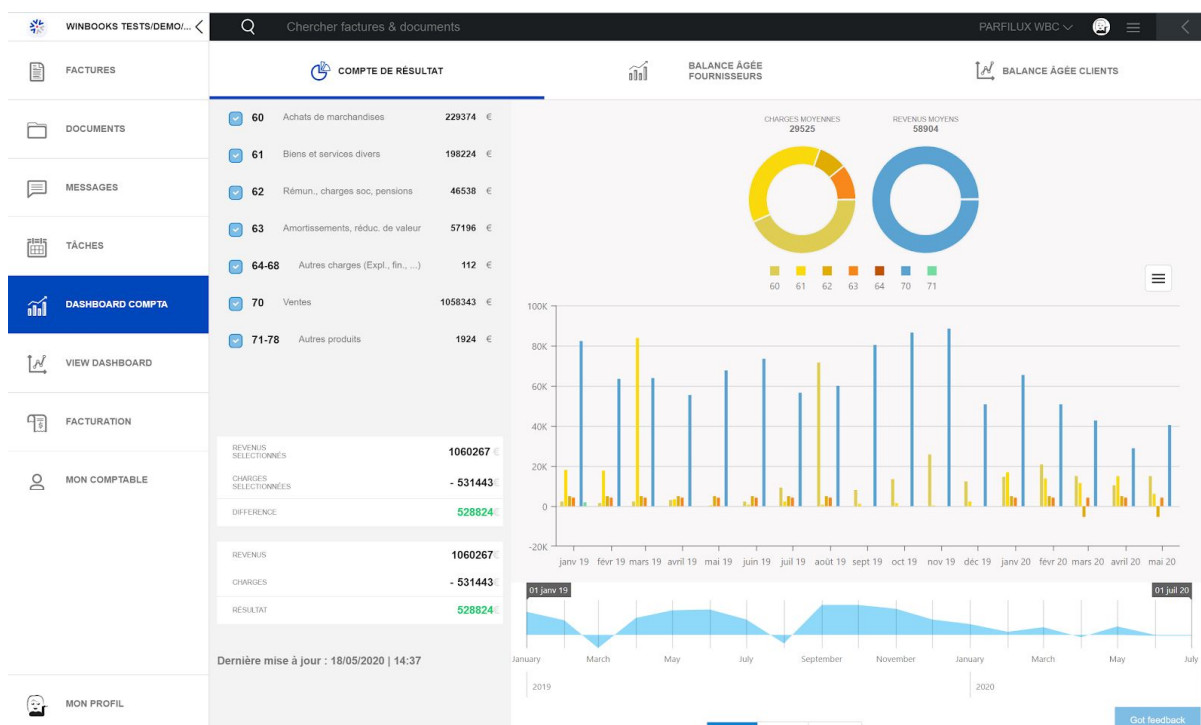 WINBOOKS TESTS/DEMO/...
Chercher factures & documents
PARFILUX WBC
FACTURES
DOCUMENTS
MESSAGES
TÂCHES
DASHBOARD COMPTA
VIEW DASHBOARD
FACTURATION
MON COMPTABLE
MON PROFIL
COMPTE DE RÉSULTAT
BALANCE ÂGÉE
FOURNISSEURS
BALANCE ÂGÉE CLIENTS
60 Achats de marchandises 229374 €
61 Biens et services divers 198224 €
62 Rémun., charges soc, pensions 46538 €
63 Amortissements, réduc. de valeur 57196 €
64-68 Autres charges (Expl., fin., ...) 112 €
70 Ventes 1058343 €
71-78 Autres produits 1924 €
REVENUS
SELECTIONNÉS
1060267 €
CHARGES
SELECTIONNÉES
- 531443€
DIFFERENCE 528824€
REVENUS 1060267€
CHARGES - 531443€
RÉSULTAT 528824€
Dernière mise à jour : 18/05/2020 | 14:37
CHARGES MOYENNES
29525
REVENUS MOYENS
58904
60 61 62 63 64 70 71
100K
80K
60K
40K
20K
0
-20K
janv 19 févr 19 mars 19 avril 19 mai 19 juin 19 juil 19 août 19 sept 19 oct 19 nov 19 déc 19 janv 20 févr 20 mars 20 avril 20 mai 20
01 janv 19
01 juil 20
January March May July September November January March May July
2019 2020
Got feedback